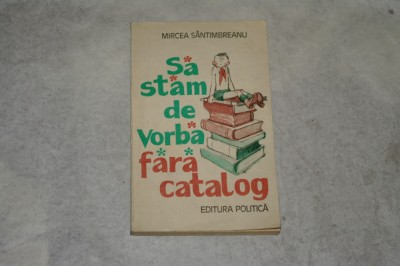 MIRCEA SÂNTIMBREANU
Să
stăm
de
vorbă
fără
catalog
EDITURA POLITICĂ